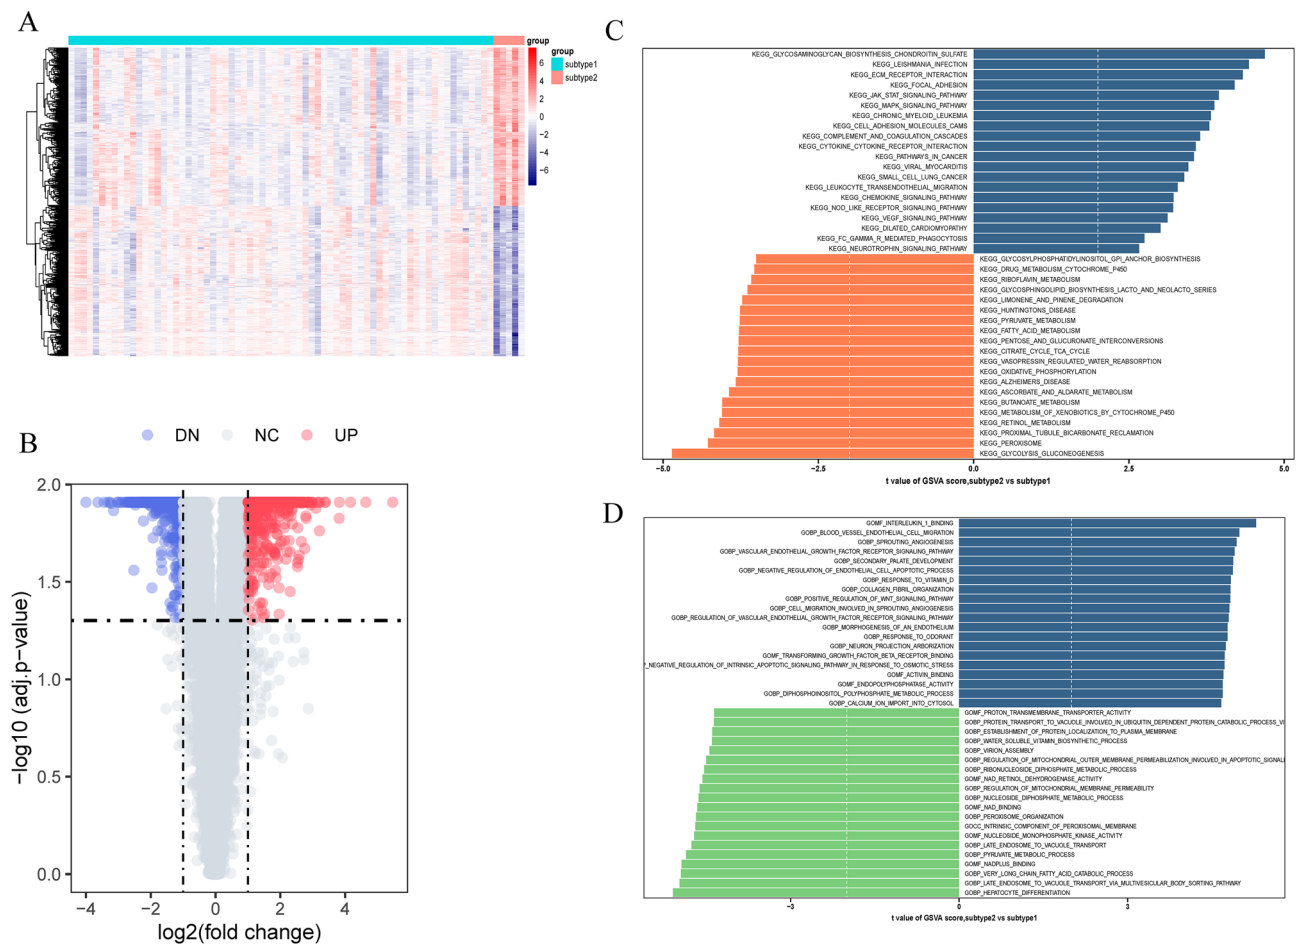 A
group
group
subtype1
subtype2
6
4
2
0
−2
−4
−6
B
DN
NC
UP
2.0
1.5
1.0
0.5
0.0
−4
−2
0
2
4
−log10 (adj.p−value)
log2(fold change)
C
KEGG_GLYCOSAMINOGLYCAN_BIOSYNTHESIS_CHONDROITIN_SULFATE
KEGG_LEISHMANIA_INFECTION
KEGG_ECM_RECEPTOR_INTERACTION
KEGG_FOCAL_ADHESION
KEGG_JAK_STAT_SIGNALING_PATHWAY
KEGG_MAPK_SIGNALING_PATHWAY
KEGG_CHRONIC_MYELOID_LEUKEMIA
KEGG_CELL_ADHESION_MOLECULES_CAMS
KEGG_COMPLEMENT_AND_COAGULATION_CASCADES
KEGG_CYTOKINE_CYTOKINE_RECEPTOR_INTERACTION
KEGG_PATHWAYS_IN_CANCER
KEGG_VIRAL_MYOCARDITIS
KEGG_SMALL_CELL_LUNG_CANCER
KEGG_LEUKOCYTE_TRANSENDOTHELIAL_MIGRATION
KEGG_CHEMOKINE_SIGNALING_PATHWAY
KEGG_NOD_LIKE_RECEPTOR_SIGNALING_PATHWAY
KEGG_VEGF_SIGNALING_PATHWAY
KEGG_DILATED_CARDIOMYOPATHY
KEGG_FC_GAMMA_R_MEDIATED_PHAGOCYTOSIS
KEGG_NEUROTROPHIN_SIGNALING_PATHWAY
KEGG_GLYCOSYLPHOSPHATIDYLINOSITOL_GPI_ANCHOR_BIOSYNTHESIS
KEGG_DRUG_METABOLISM_CYTOCHROME_P450
KEGG_RIBOFLAVIN_METABOLISM
KEGG_GLYCOSPHINGOLIPID_BIOSYNTHESIS_LACTO_AND_NEOLACTO_SERIES
KEGG_LIMONENE_AND_PINENE_DEGRADATION
KEGG_HUNTINGTONS_DISEASE
KEGG_PYRUVATE_METABOLISM
KEGG_FATTY_ACID_METABOLISM
KEGG_PENTOSE_AND_GLUCURONATE_INTERCONVERSIONS
KEGG_CITRATE_CYCLE_TCA_CYCLE
KEGG_VASOPRESSIN_REGULATED_WATER_REABSORPTION
KEGG_OXIDATIVE_PHOSPHORYLATION
KEGG_ALZHEIMERS_DISEASE
KEGG_ASCORBATE_AND_ALDARATE_METABOLISM
KEGG_BUTANOATE_METABOLISM
KEGG_METABOLISM_OF_XENOBIOTICS_BY_CYTOCHROME_P450
KEGG_RETINOL_METABOLISM
KEGG_PROXIMAL_TUBULE_BICARBONATE_RECLAMATION
KEGG_PEROXISOME
KEGG_GLYCOLYSIS_GLUCONEOGENESIS
−5.0
−2.5
0.0
2.5
5.0
t value of GSVA score,subtype2 vs subtype1
D
GOMF_INTERLEUKIN_1_BINDING
GOBP_BLOOD_VESSEL_ENDOTHELIAL_CELL_MIGRATION
GOBP_SPROUTING_ANGIOGENESIS
GOBP_VASCULAR_ENDOTHELIAL_GROWTH_FACTOR_RECEPTOR_SIGNALING_PATHWAY
GOBP_SECONDARY_PALATE_DEVELOPMENT
GOBP_NEGATIVE_REGULATION_OF_ENDOTHELIAL_CELL_APOPTOTIC_PROCESS
GOBP_RESPONSE_TO_VITAMIN_D
GOBP_COLLAGEN_FIBRIL_ORGANIZATION
GOBP_POSITIVE_REGULATION_OF_WNT_SIGNALING_PATHWAY
GOBP_CELL_MIGRATION_INVOLVED_IN_SPROUTING_ANGIOGENESIS
GOBP_REGULATION_OF_VASCULAR_ENDOTHELIAL_GROWTH_FACTOR_RECEPTOR_SIGNALING_PATHWAY
GOBP_MORPHOGENESIS_OF_AN_ENDOTHELIUM
GOBP_RESPONSE_TO_ODORANT
GOBP_NEURON_PROJECTION_ARBORIZATION
GOMF_TRANSFORMING_GROWTH_FACTOR_BETA_RECEPTOR_BINDING
_NEGATIVE_REGULATION_OF_INTRINSIC_APOPTOTIC_SIGNALING_PATHWAY_IN_RESPONSE_TO_OSMOTIC_STRESS
GOMF_ACTIVIN_BINDING
GOMF_ENDOPOLYPHOSPHATASE_ACTIVITY
GOBP_DIPHOSPHOINOSITOL_POLYPHOSPHATE_METABOLIC_PROCESS
GOBP_CALCIUM_ION_IMPORT_INTO_CYTOSOL
GOMF_PROTON_TRANSMEMBRANE_TRANSPORTER_ACTIVITY
GOBP_PROTEIN_TRANSPORT_TO_VACUOLE_INVOLVED_IN_UBIQUITIN_DEPENDENT_PROTEIN_CATABOLIC_PROCESS_VI
GOBP_ESTABLISHMENT_OF_PROTEIN_LOCALIZATION_TO_PLASMA_MEMBRANE
GOBP_WATER_SOLUBLE_VITAMIN_BIOSYNTHETIC_PROCESS
GOBP_VIRION_ASSEMBLY
GOBP_REGULATION_OF_MITOCHONDRIAL_OUTER_MEMBRANE_PERMEABILIZATION_INVOLVED_IN_APOPTOTIC_SIGNALI
GOBP_RIBONUCLEOSIDE_DIPHOSPHATE_METABOLIC_PROCESS
GOMF_NAD_RETINOL_DEHYDROGENASE_ACTIVITY
GOBP_REGULATION_OF_MITOCHONDRIAL_MEMBRANE_PERMEABILITY
GOBP_NUCLEOSIDE_DIPHOSPHATE_METABOLIC_PROCESS
GOMF_NAD_BINDING
GOBP_PEROXISOME_ORGANIZATION
GOCC_INTRINSIC_COMPONENT_OF_PEROXISOMAL_MEMBRANE
GOMF_NUCLEOSIDE_MONOPHOSPHATE_KINASE_ACTIVITY
GOBP_LATE_ENDOSOME_TO_VACUOLE_TRANSPORT
GOBP_PYRUVATE_METABOLIC_PROCESS
GOMF_NADPLUS_BINDING
GOBP_VERY_LONG_CHAIN_FATTY_ACID_CATABOLIC_PROCESS
GOBP_LATE_ENDOSOME_TO_VACUOLE_TRANSPORT_VIA_MULTIVESICULAR_BODY_SORTING_PATHWAY
GOBP_HEPATOCYTE_DIFFERENTIATION
−3
0
3
t value of GSVA score,subtype2 vs subtype1